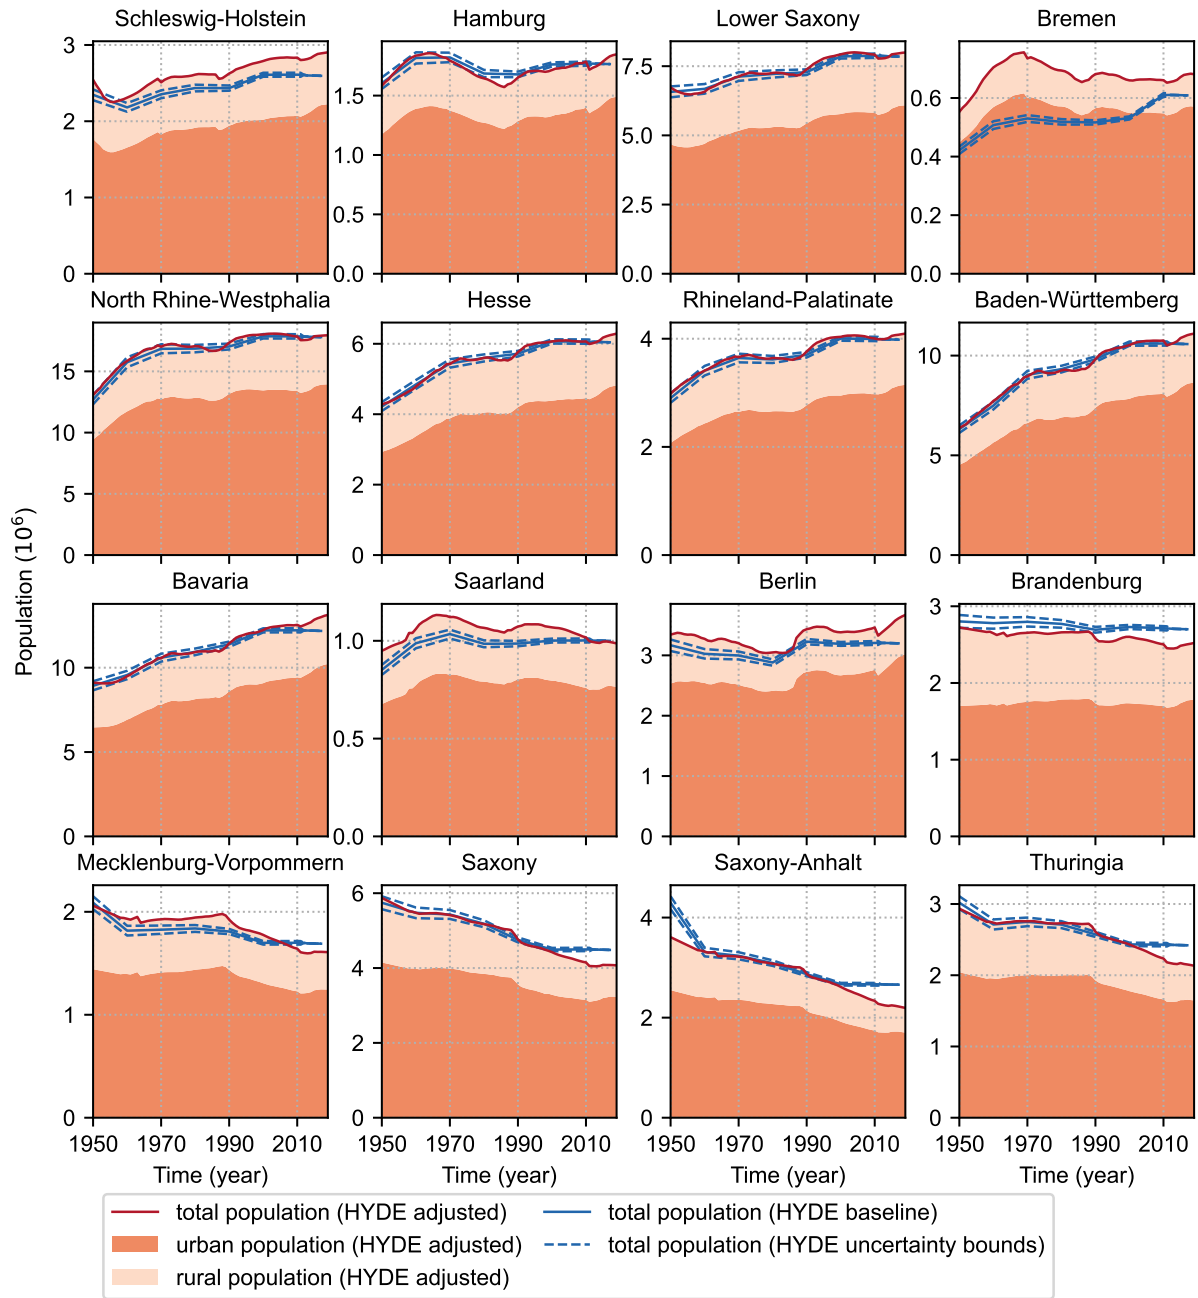 Schleswig-Holstein Hamburg Lower Saxony Bremen
3 2 1 0
1.5 1.0 0.5 0.0
7.5 5.0 2.5 0.0
0.6 0.4 0.2 0.0
North Rhine-Westphalia Hesse Rhineland-Palatinate Baden-Württemberg
15 10 5 0
6 4 2 0
4 2 0
10 5 0
Population (10⁶)
Bavaria Saarland Berlin Brandenburg
10 5 0
1.0 0.5 0.0
3 2 1 0
3 2 1 0
Mecklenburg-Vorpommern Saxony Saxony-Anhalt Thuringia
2 1 0
6 4 2 0
4 2 0
3 2 1 0
1950 1970 1990 2010 1950 1970 1990 2010 1950 1970 1990 2010 1950 1970 1990 2010
Time (year) Time (year) Time (year) Time (year)
total population (HYDE adjusted) total population (HYDE baseline)
urban population (HYDE adjusted) total population (HYDE uncertainty bounds)
rural population (HYDE adjusted)